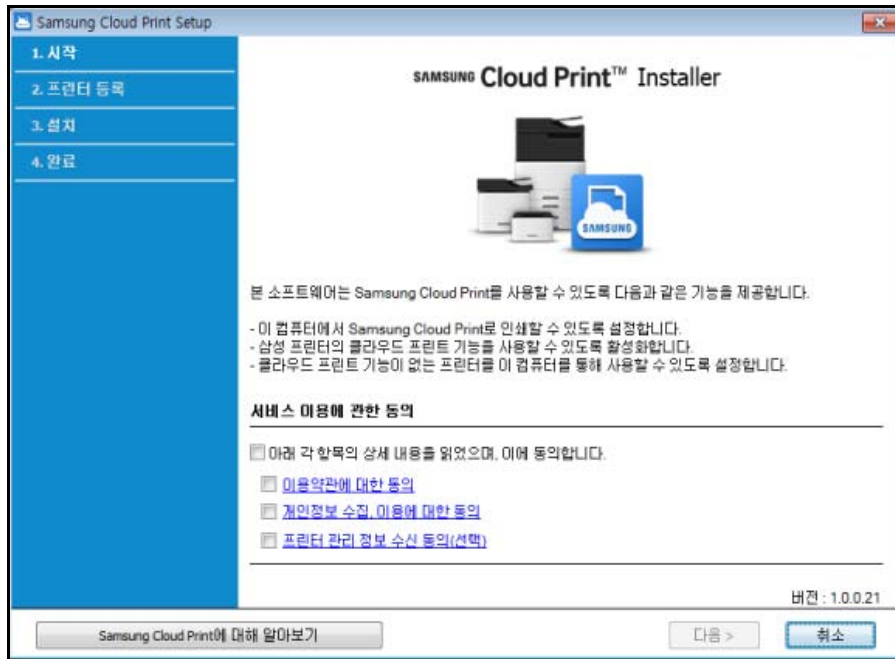 Samsung Cloud Print Setup
1. 시작
2. 프린터 등록
3. 설치
4. 완료
SAMSUNG Cloud Print™ Installer
SAMSUNG
본 소프트웨어는 Samsung Cloud Print를 사용할 수 있도록 다음과 같은 기능을 제공합니다.
- 이 컴퓨터에서 Samsung Cloud Print로 인쇄할 수 있도록 설정합니다.
- 삼성 프린터의 클라우드 프린트 기능을 사용할 수 있도록 활성화합니다.
- 클라우드 프린트 기능이 없는 프린터를 이 컴퓨터를 통해 사용할 수 있도록 설정합니다.
서비스 이용에 관한 동의
아래 각 항목의 상세 내용을 읽었으며, 이에 동의합니다.
이용약관에 대한 동의
개인정보 수집, 이용에 대한 동의
프린터 관리 정보 수신 동의(선택)
버전 : 1.0.0.21
Samsung Cloud Print에 대해 알아보기
다음 >
취소